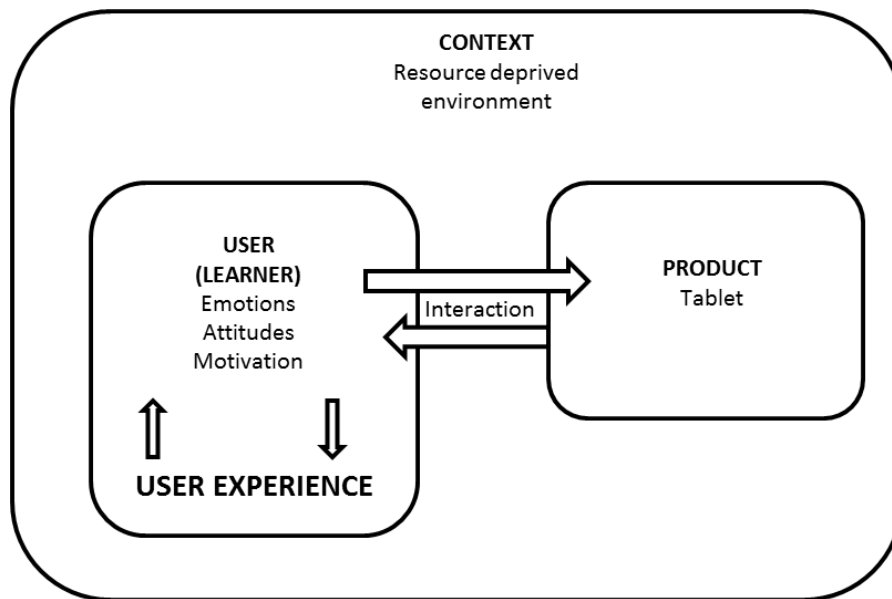 CONTEXT
Resource deprived
environment
USER
(LEARNER)
Emotions
Attitudes
Motivation
USER EXPERIENCE
Interaction
PRODUCT
Tablet